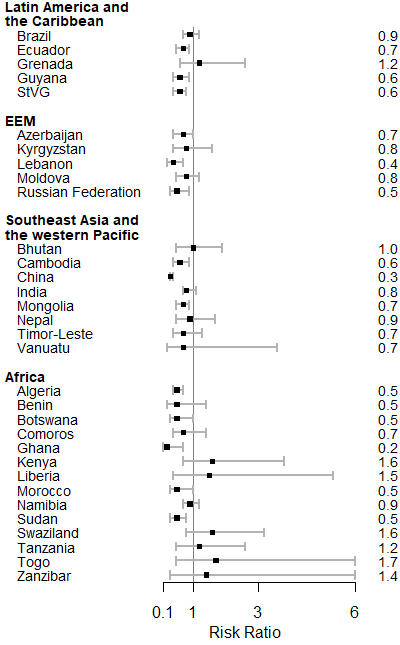 Latin America and
the Caribbean
Brazil 0.9
Ecuador 0.7
Grenada 1.2
Guyana 0.6
StVG 0.6
EEM
Azerbaijan 0.7
Kyrgyzstan 0.8
Lebanon 0.4
Moldova 0.8
Russian Federation 0.5
Southeast Asia and
the western Pacific
Bhutan 1.0
Cambodia 0.6
China 0.3
India 0.8
Mongolia 0.7
Nepal 0.9
Timor-Leste 0.7
Vanuatu 0.7
Africa
Algeria 0.5
Benin 0.5
Botswana 0.5
Comoros 0.7
Ghana 0.2
Kenya 1.6
Liberia 1.5
Morocco 0.5
Namibia 0.9
Sudan 0.5
Swaziland 1.6
Tanzania 1.2
Togo 1.7
Zanzibar 1.4
0.1 1 3 6
Risk Ratio